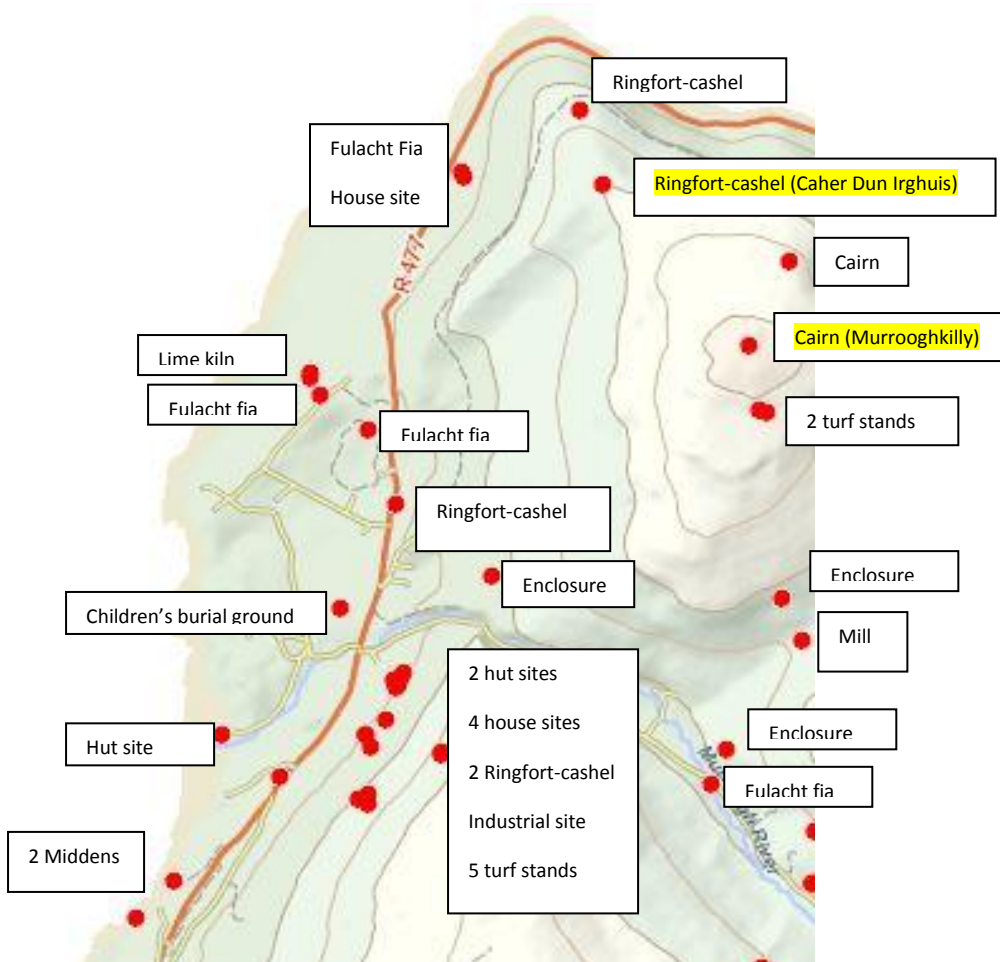 Ringfort-cashel
Fulacht Fia
House site
Ringfort-cashel (Caher Dun Irghuis)
R 477
Cairn
Cairn (Murrooghkilly)
Lime kiln
Fulacht fia
Fulacht fia
2 turf stands
Ringfort-cashel
Enclosure
Enclosure
Children’s burial ground
Mill
2 hut sites
4 house sites
2 Ringfort-cashel
Industrial site
5 turf stands
Hut site
Enclosure
Fulacht fia
River
2 Middens